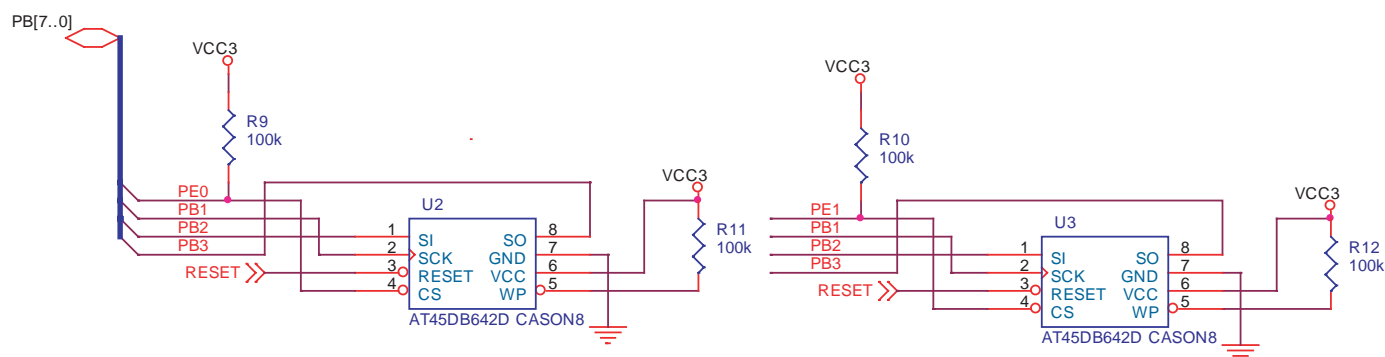 PB[7..0]
VCC3
R9
100k
PE0
PB1
PB2
PB3
RESET
U2
1
2
3
4
SI
SCK
RESET
CS
SO
GND
VCC
WP
8
7
6
5
AT45DB642D CASON8
VCC3
R11
100k
VCC3
R10
100k
PE1
PB1
PB2
PB3
RESET
U3
1
2
3
4
SI
SCK
RESET
CS
SO
GND
VCC
WP
8
7
6
5
AT45DB642D CASON8
VCC3
R12
100k